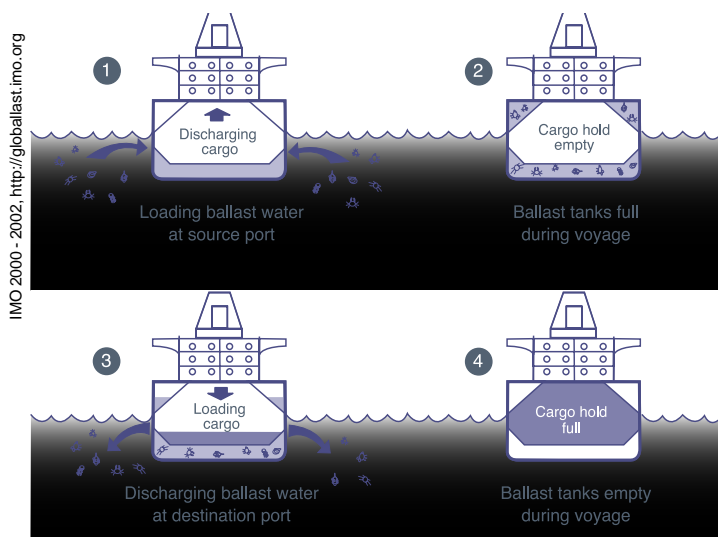 IMO 2000 - 2002, http://globallast.imo.org
1
Discharging
cargo
Loading ballast water
at source port
2
Cargo hold
empty
Ballast tanks full
during voyage
3
Loading
cargo
Discharging ballast water
at destination port
4
Cargo hold
full
Ballast tanks empty
during voyage